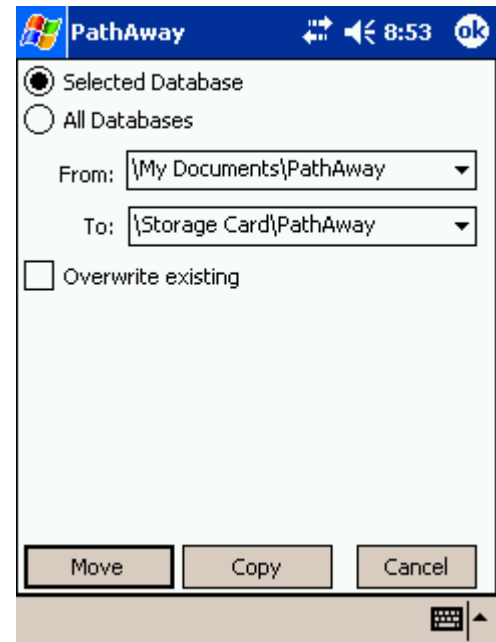 PathAway 8:53 ok
Selected Database
All Databases
From: \My Documents\PathAway
To: \Storage Card\PathAway
Overwrite existing
Move Copy Cancel